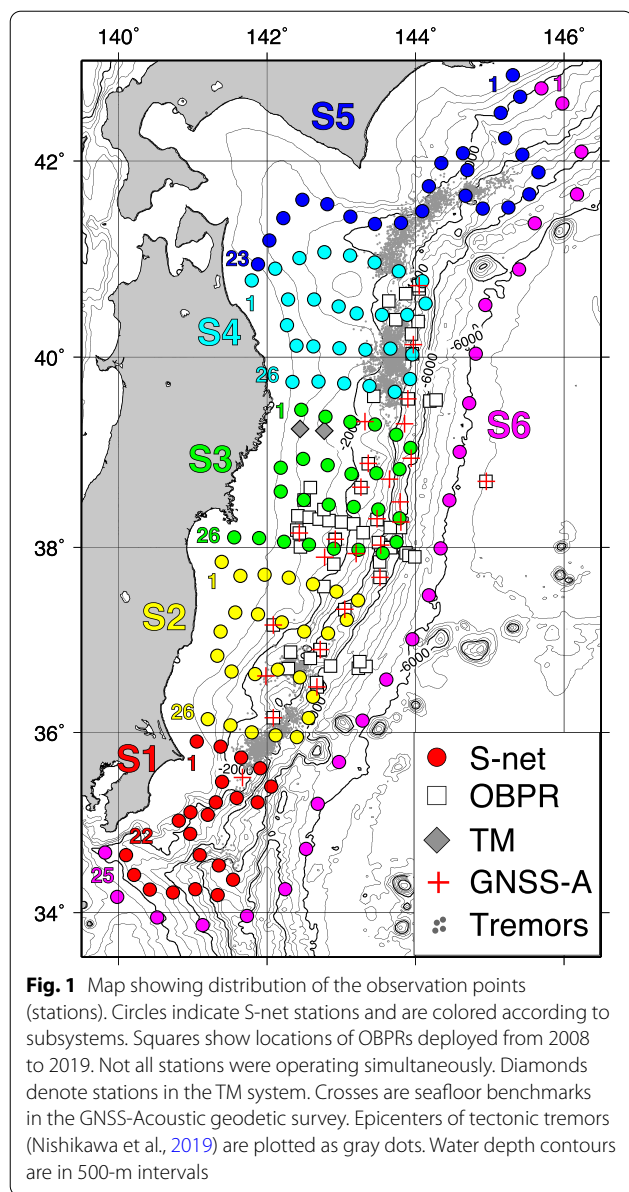 140˚ 142˚ 144˚ 146˚
1 1
S5
42˚
-6000
23
1
S4
-2000
40˚
-6000
-6000
26
1
-2000
S3
S6
38˚
26
1
S2
-6000
26
36˚
S1
1
-2000
22
25
34˚
S-net
OBPR
TM
GNSS-A
Tremors
Fig. 1 Map showing distribution of the observation points
(stations). Circles indicate S-net stations and are colored according to
subsystems. Squares show locations of OBPRs deployed from 2008
to 2019. Not all stations were operating simultaneously. Diamonds
denote stations in the TM system. Crosses are seafloor benchmarks
in the GNSS-Acoustic geodetic survey. Epicenters of tectonic tremors
(Nishikawa et al., 2019) are plotted as gray dots. Water depth contours
are in 500-m intervals